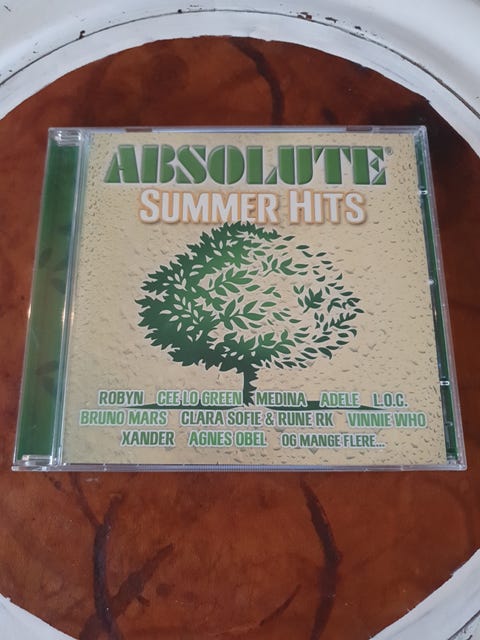 ABSOLUTE®
SUMMER HITS
ROBYN CEE LO GREEN MEDINA ADELE L.O.C.
BRUNO MARS CLARA SOFIE & RUNE RK VINNIE WHO
XANDER AGNES OBEL OG MANGE FLERE...